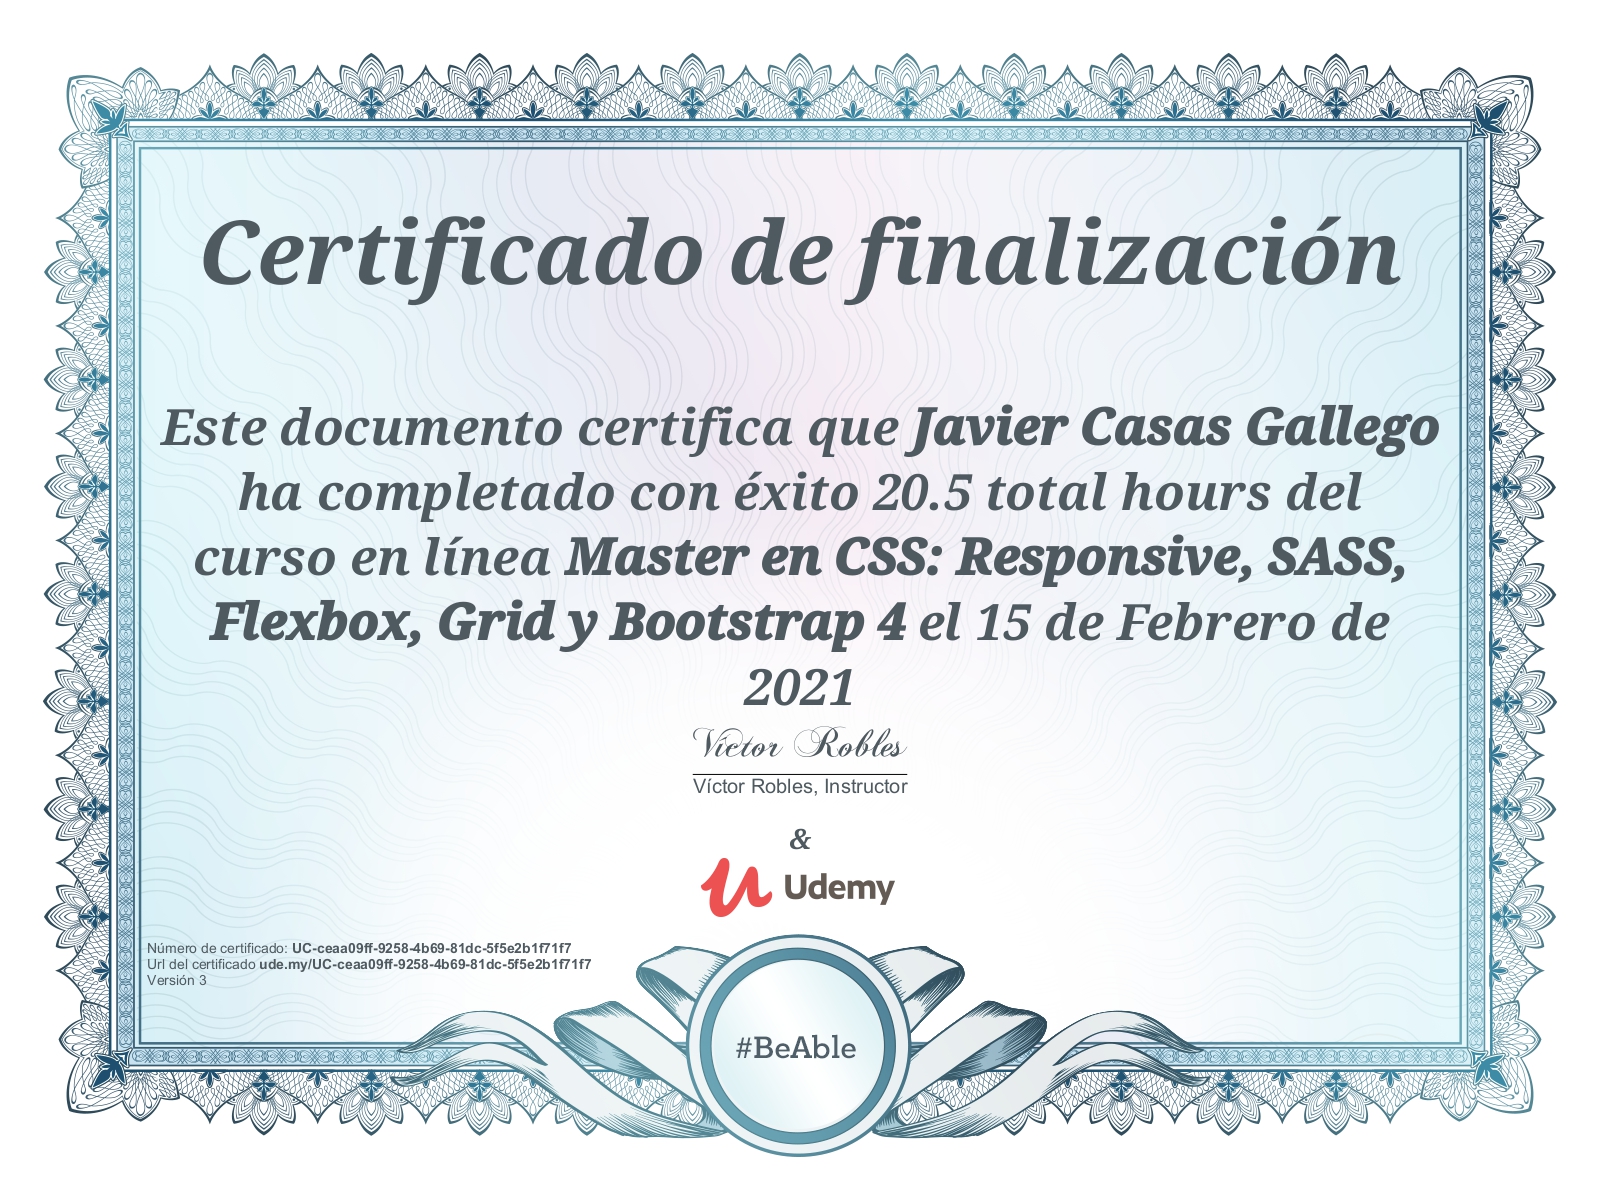 Certificado de finalización
Este documento certifica que Javier Casas Gallego
ha completado con éxito 20.5 total hours del
curso en línea Master en CSS: Responsive, SASS,
Flexbox, Grid y Bootstrap 4 el 15 de Febrero de
2021
Víctor Robles
Víctor Robles, Instructor
&
Udemy
Número de certificado: UC-ceaa09ff-9258-4b69-81dc-5f5e2b1f71f7
Url del certificado ude.my/UC-ceaa09ff-9258-4b69-81dc-5f5e2b1f71f7
Versión 3
#BeAble